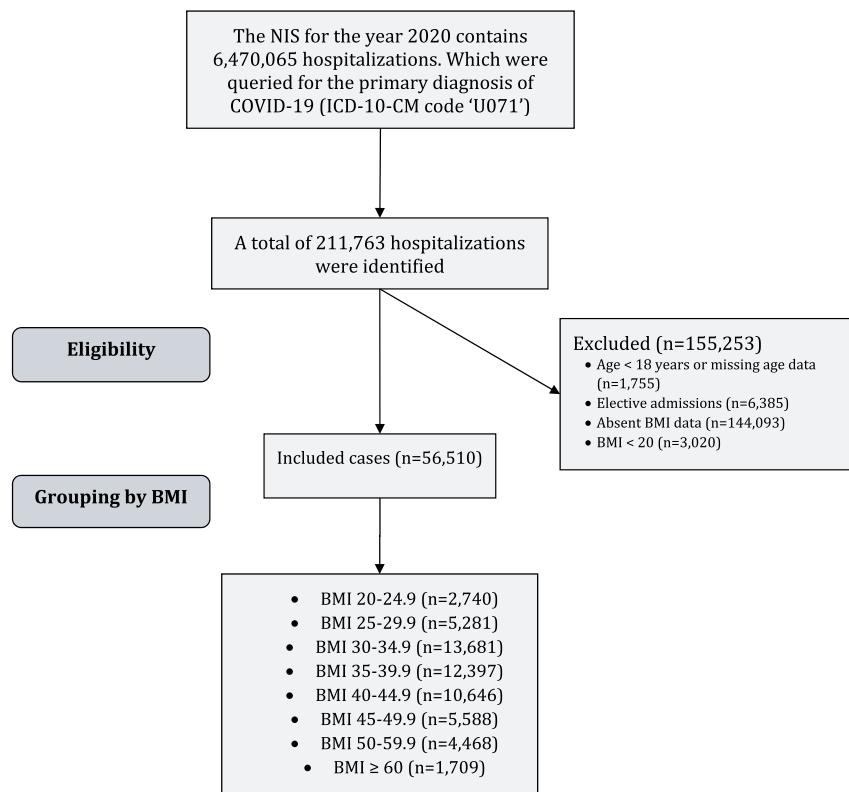 The NIS for the year 2020 contains
6,470,065 hospitalizations. Which were
queried for the primary diagnosis of
COVID-19 (ICD-10-CM code ‘U071’)
A total of 211,763 hospitalizations
were identified
Eligibility
Excluded (n=155,253)
• Age < 18 years or missing age data
(n=1,755)
• Elective admissions (n=6,385)
• Absent BMI data (n=144,093)
• BMI < 20 (n=3,020)
Included cases (n=56,510)
Grouping by BMI
• BMI 20-24.9 (n=2,740)
• BMI 25-29.9 (n=5,281)
• BMI 30-34.9 (n=13,681)
• BMI 35-39.9 (n=12,397)
• BMI 40-44.9 (n=10,646)
• BMI 45-49.9 (n=5,588)
• BMI 50-59.9 (n=4,468)
• BMI ≥ 60 (n=1,709)